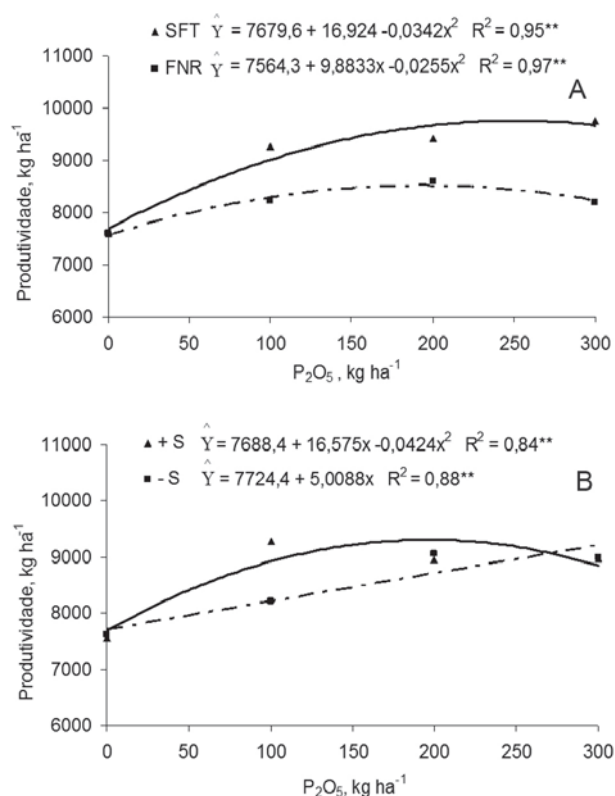 ▲ SFT Ŷ = 7679,6 + 16,924 -0,0342x² R² = 0,95**
■ FNR Ŷ = 7564,3 + 9,8833x -0,0255x² R² = 0,97**
A
11000
10000
9000
8000
7000
6000
Produtividade, kg ha⁻¹
0 100 200 300
P₂O₅ , kg ha⁻¹
▲ + S Ŷ = 7688,4 + 16,575x -0,0424x² R² = 0,84**
■ - S Ŷ = 7724,4 + 5,0088x R² = 0,88**
B
11000
10000
9000
8000
7000
6000
Produtividade, kg ha⁻¹
0 50 100 150 200 250 300
P₂O₅ , kg ha⁻¹